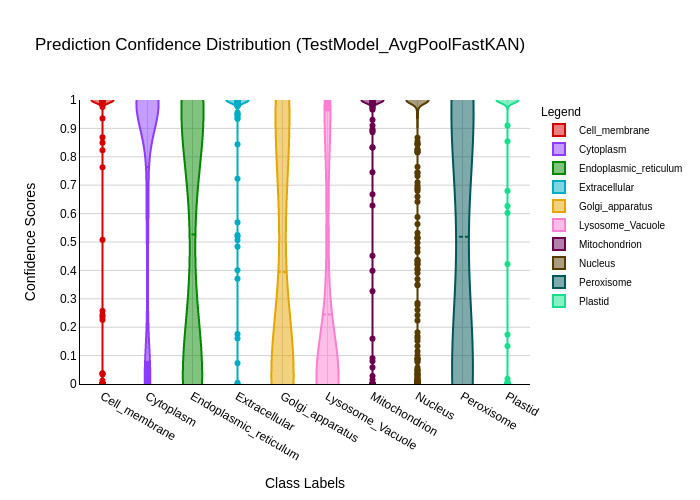 Prediction Confidence Distribution (TestModel_AvgPoolFastKAN)
Confidence Scores
1
0.9
0.8
0.7
0.6
0.5
0.4
0.3
0.2
0.1
0
Cell_membrane
Cytoplasm
Endoplasmic_reticulum
Extracellular
Golgi_apparatus
Lysosome_Vacuole
Mitochondrion
Nucleus
Peroxisome
Plastid
Class Labels
Legend
Cell_membrane
Cytoplasm
Endoplasmic_reticulum
Extracellular
Golgi_apparatus
Lysosome_Vacuole
Mitochondrion
Nucleus
Peroxisome
Plastid